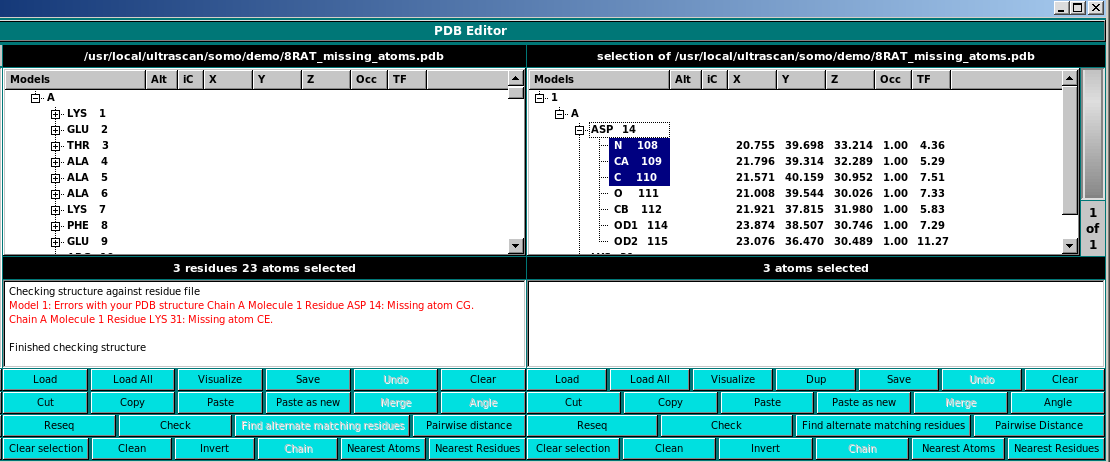 PDB Editor
/usr/local/ultrascan/somo/demo/8RAT_missing_atoms.pdb
Models Alt iC X Y Z Occ TF
A
LYS 1
GLU 2
THR 3
ALA 4
ALA 5
ALA 6
LYS 7
PHE 8
GLU 9
3 residues 23 atoms selected
Checking structure against residue file
Model 1: Errors with your PDB structure Chain A Molecule 1 Residue ASP 14: Missing atom CG.
Chain A Molecule 1 Residue LYS 31: Missing atom CE.
Finished checking structure
Load Load All Visualize Save Undo Clear
Cut Copy Paste Paste as new Merge Angle
Reseq Check Find alternate matching residues Pairwise distance
Clear selection Clean Invert Chain Nearest Atoms Nearest Residues
selection of /usr/local/ultrascan/somo/demo/8RAT_missing_atoms.pdb
Models Alt iC X Y Z Occ TF
1
A
ASP 14
N 108 20.755 39.698 33.214 1.00 4.36
CA 109 21.796 39.314 32.289 1.00 5.29
C 110 21.571 40.159 30.952 1.00 7.51
O 111 21.008 39.544 30.026 1.00 7.33
CB 112 21.921 37.815 31.980 1.00 5.83
OD1 114 23.874 38.507 30.746 1.00 7.29
OD2 115 23.076 36.470 30.489 1.00 11.27
1
of
1
3 atoms selected
Load Load All Visualize Dup Save Undo Clear
Cut Copy Paste Paste as new Merge Angle
Reseq Check Find alternate matching residues Pairwise Distance
Clear selection Clean Invert Chain Nearest Atoms Nearest Residues